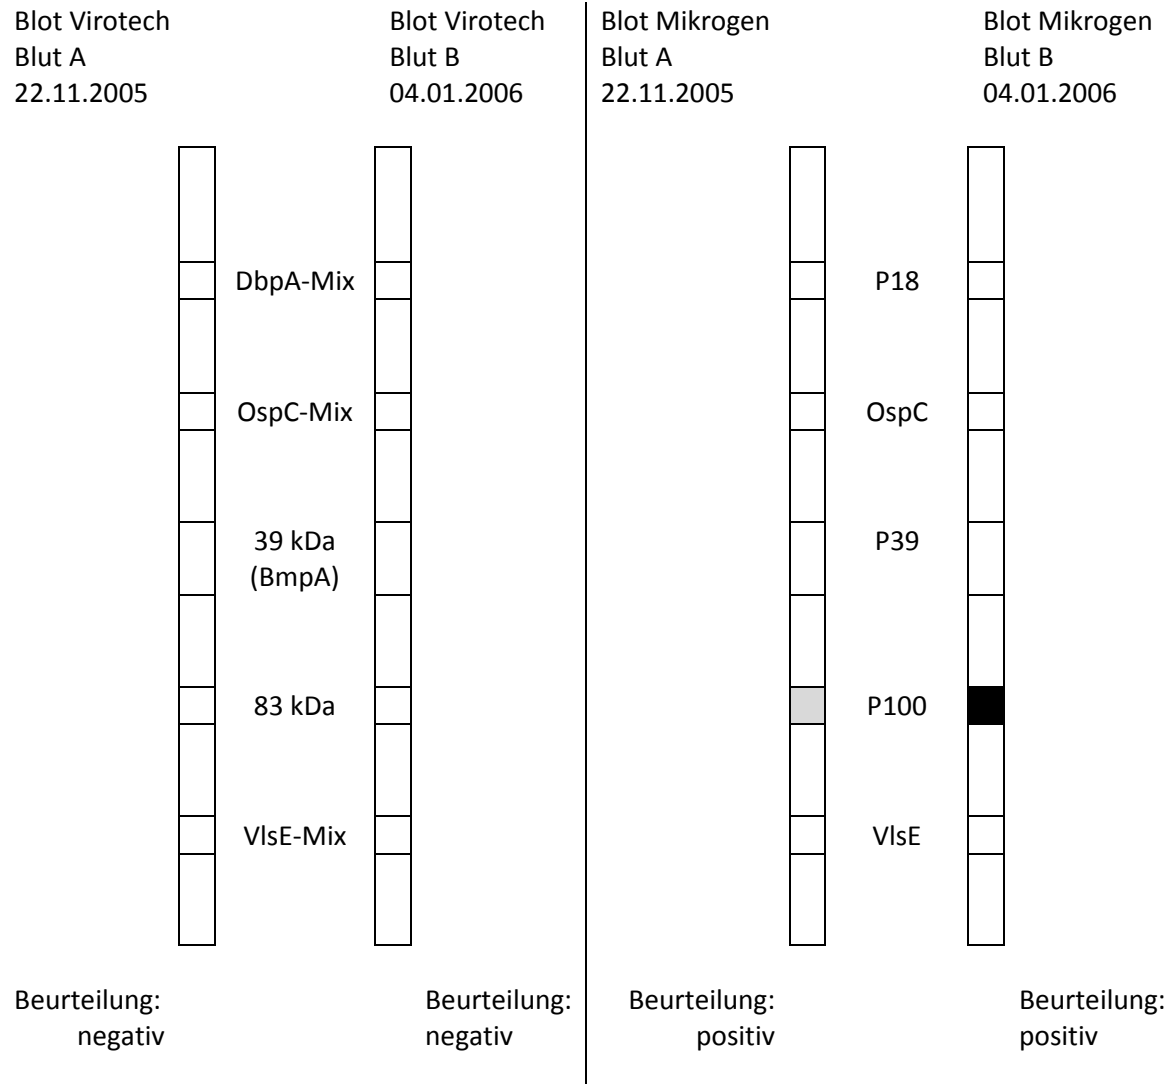 Blot Virotech
Blut A
22.11.2005
Blot Virotech
Blut B
04.01.2006
Blot Mikrogen
Blut A
22.11.2005
Blot Mikrogen
Blut B
04.01.2006
DbpA-Mix
OspC-Mix
39 kDa
(BmpA)
83 kDa
VlsE-Mix
P18
OspC
P39
P100
VlsE
Beurteilung:
negativ
Beurteilung:
negativ
Beurteilung:
positiv
Beurteilung:
positiv